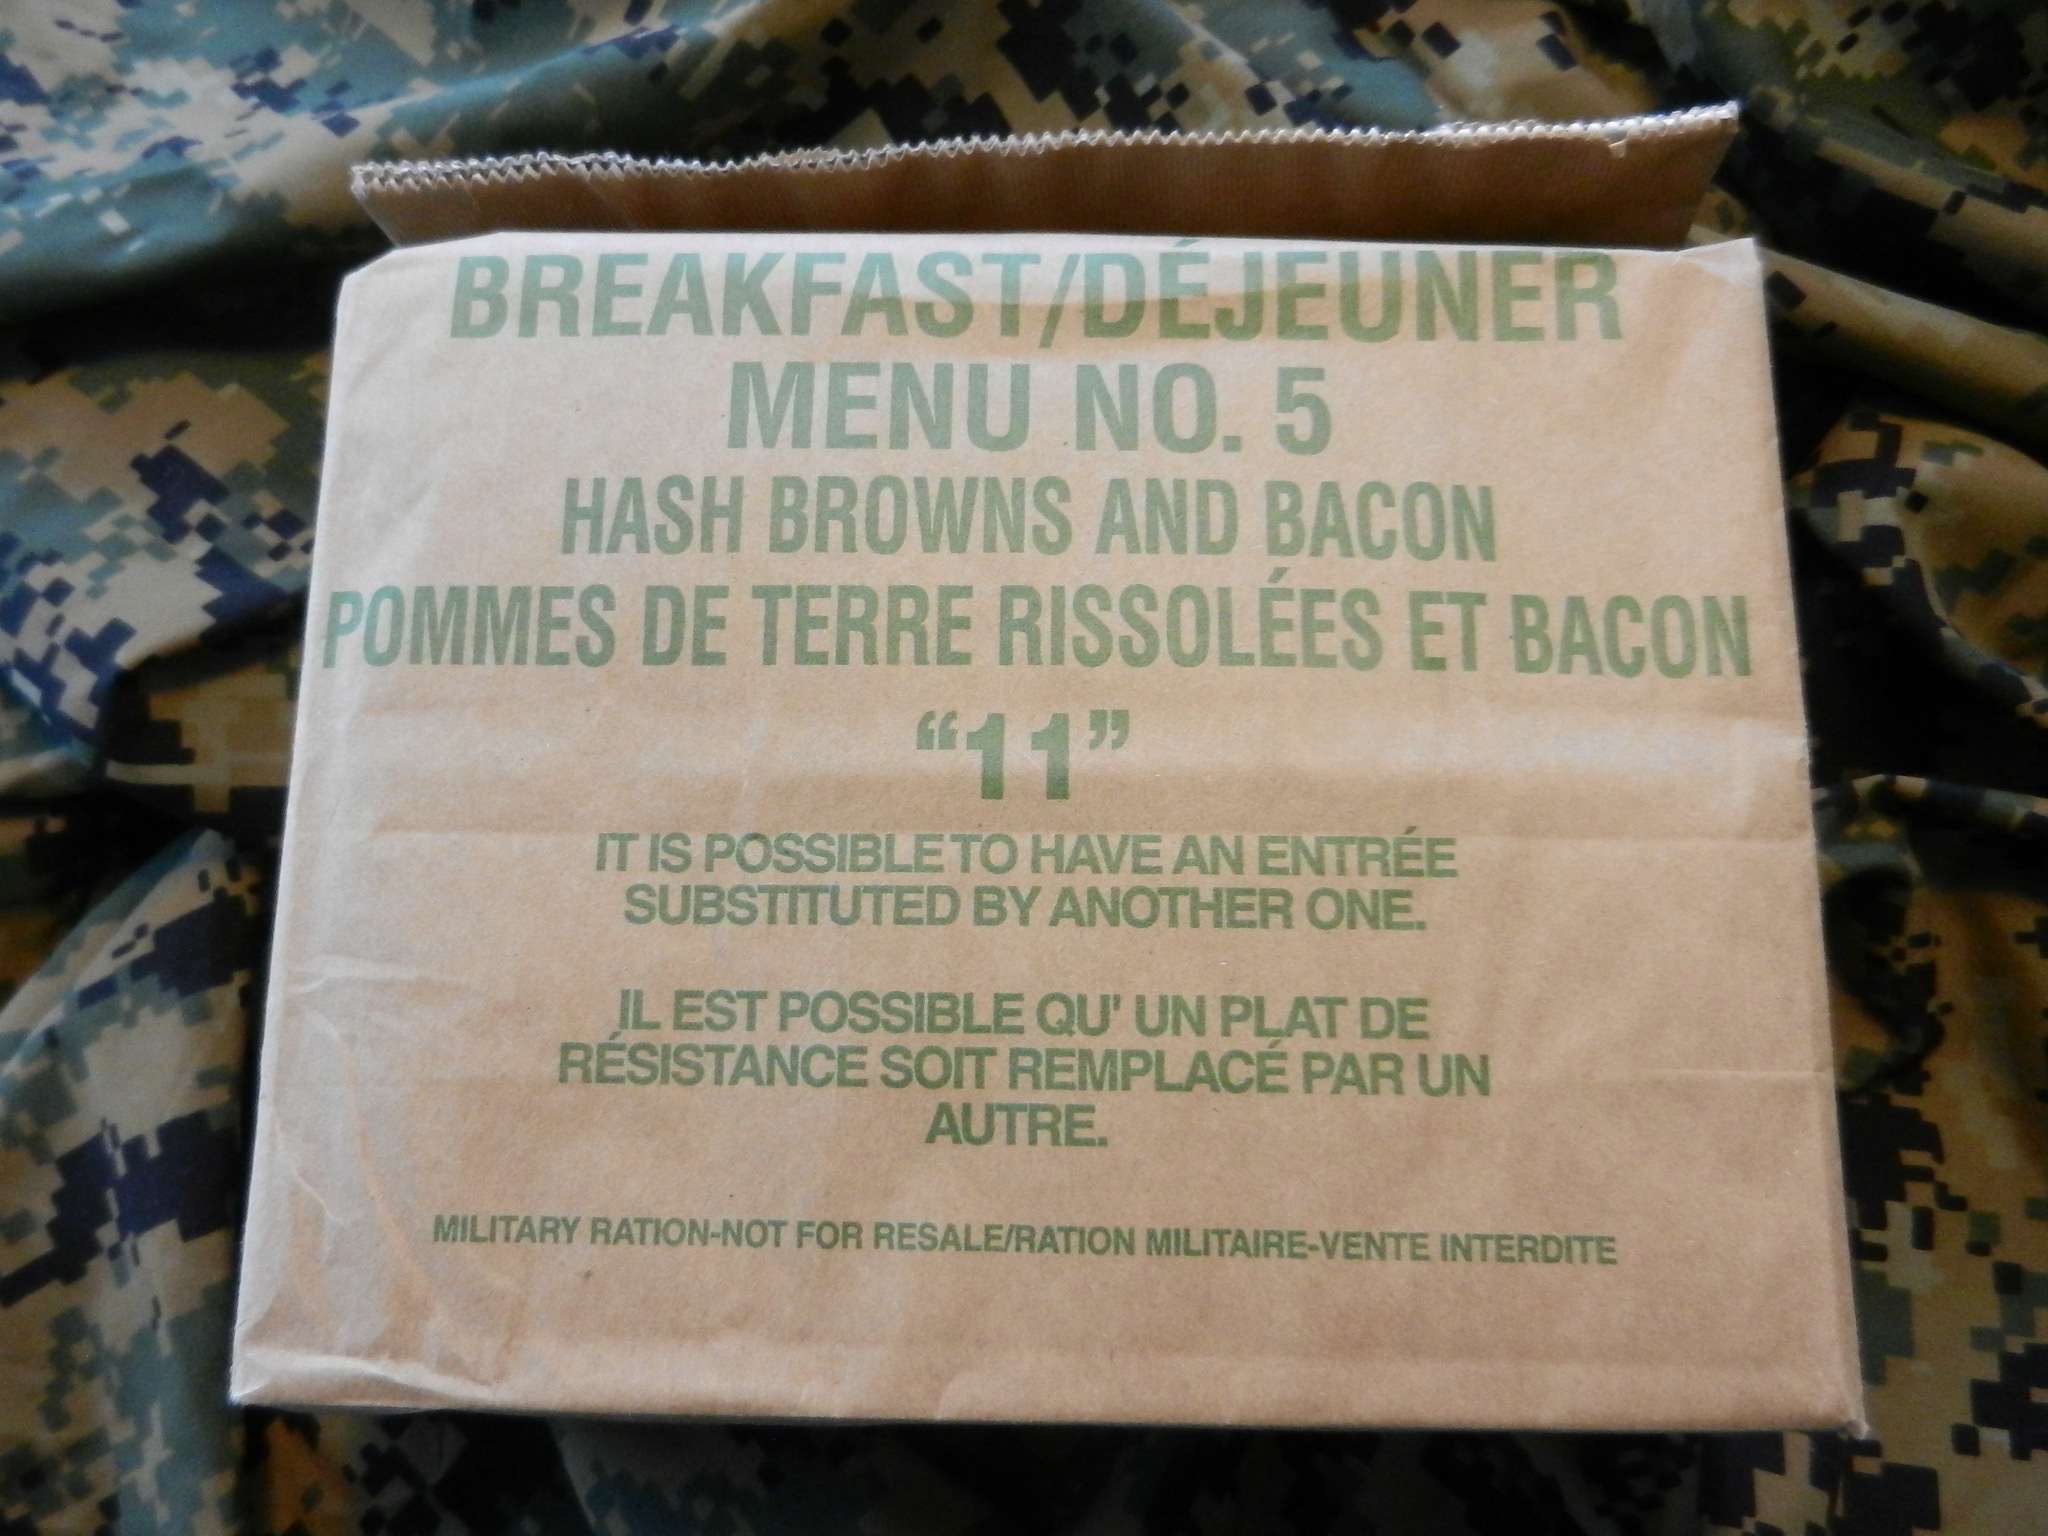 BREAKFAST/DÉJEUNER
MENU NO. 5
HASH BROWNS AND BACON
POMMES DE TERRE RISSOLÉES ET BACON
“11”
IT IS POSSIBLE TO HAVE AN ENTRÉE
SUBSTITUTED BY ANOTHER ONE.
IL EST POSSIBLE QU' UN PLAT DE
RÉSISTANCE SOIT REMPLACÉ PAR UN
AUTRE.
MILITARY RATION-NOT FOR RESALE/RATION MILITAIRE-VENTE INTERDITE